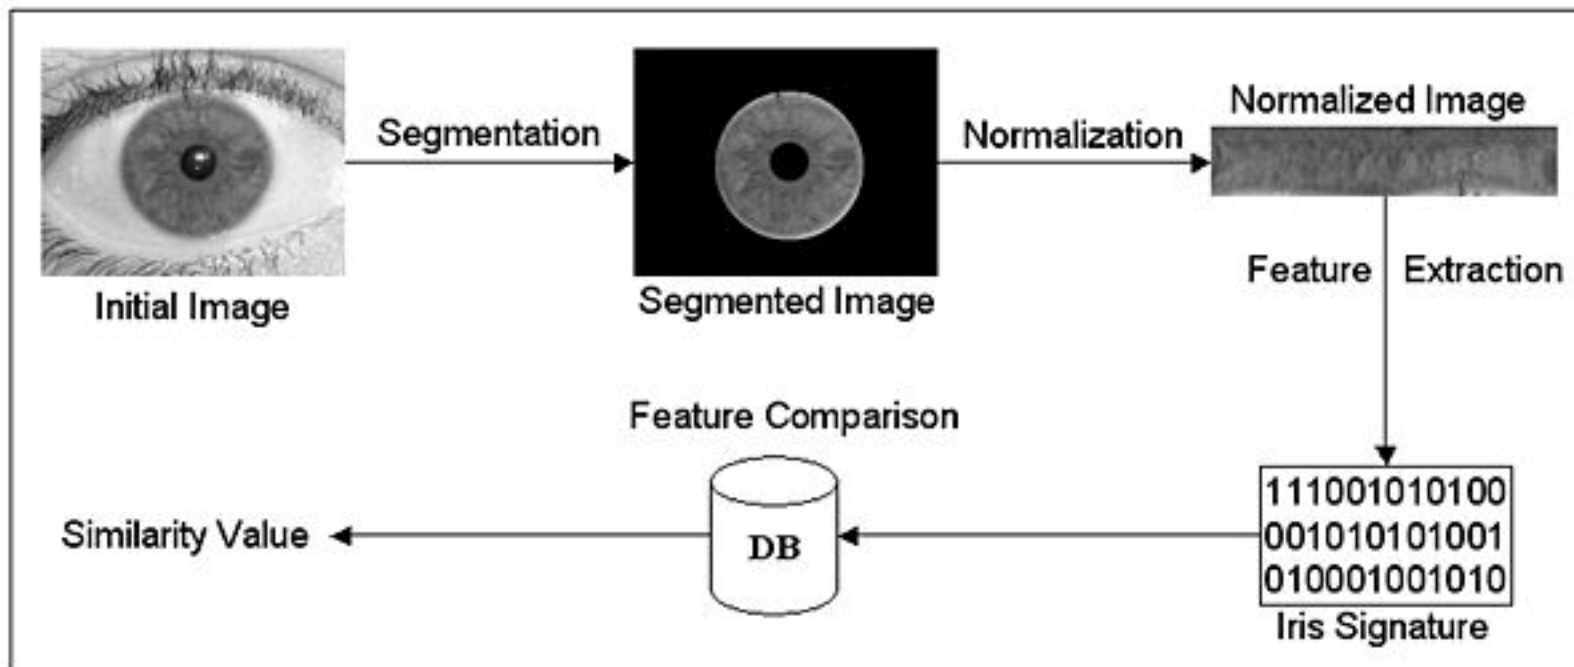 Segmentation
Normalization
Normalized Image
Initial Image
Segmented Image
Feature Extraction
Feature Comparison
Similarity Value
DB
111001010100
001010101001
010001001010
Iris Signature